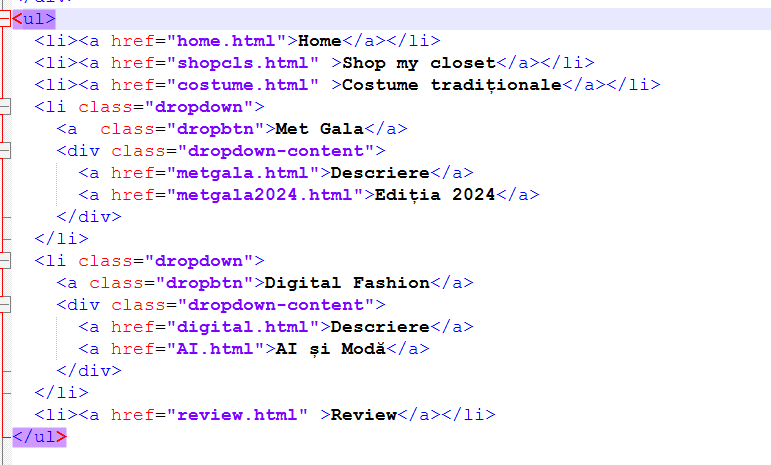 <ul>
<li><a href="home.html">Home</a></li>
<li><a href="shopcls.html" >Shop my closet</a></li>
<li><a href="costume.html" >Costume tradiționale</a></li>
<li class="dropdown">
<a  class="dropbtn">Met Gala</a>
<div class="dropdown-content">
<a href="metgala.html">Descriere</a>
<a href="metgala2024.html">Ediția 2024</a>
</div>
</li>
<li class="dropdown">
<a class="dropbtn">Digital Fashion</a>
<div class="dropdown-content">
<a href="digital.html">Descriere</a>
<a href="AI.html">AI și Modă</a>
</div>
</li>
<li><a href="review.html" >Review</a></li>
</ul>